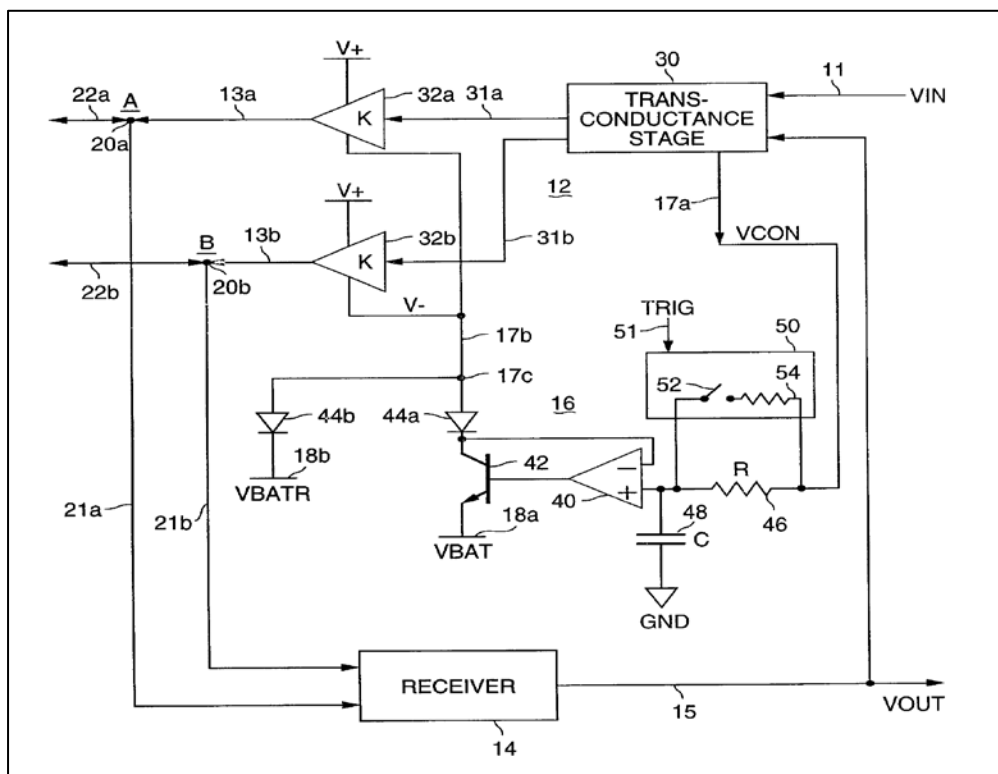 V+
30
22a
A
13a
32a
31a
TRANS-
CONDUCTANCE
STAGE
11
VIN
K
20a
V+
12
17a
32b
31b
VCON
B
13b
K
22b
20b
V-
TRIG
51
50
17b
17c
52
54
44b
44a
16
42
−
+
40
R
46
18b
VBATR
18a
VBAT
48
C
21a
21b
GND
RECEIVER
15
VOUT
14